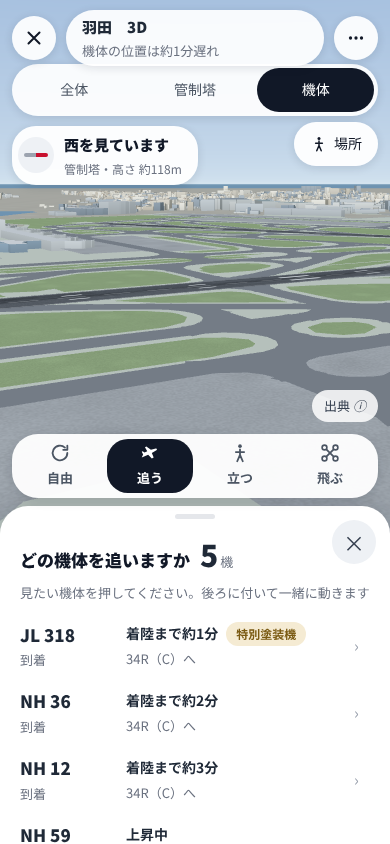 羽田 3D
機体の位置は約1分遅れ
全体
管制塔
機体
西を見ています
管制塔・高さ 約118m
場所
出典 ⓘ
自由
追う
立つ
飛ぶ
どの機体を追いますか 5機
見たい機体を押してください。後ろに付いて一緒に動きます
JL 318
着陸まで約1分 特別塗装機
到着
34R（C）へ
NH 36
着陸まで約2分
到着
34R（C）へ
NH 12
着陸まで約3分
到着
34R（C）へ
NH 59
上昇中